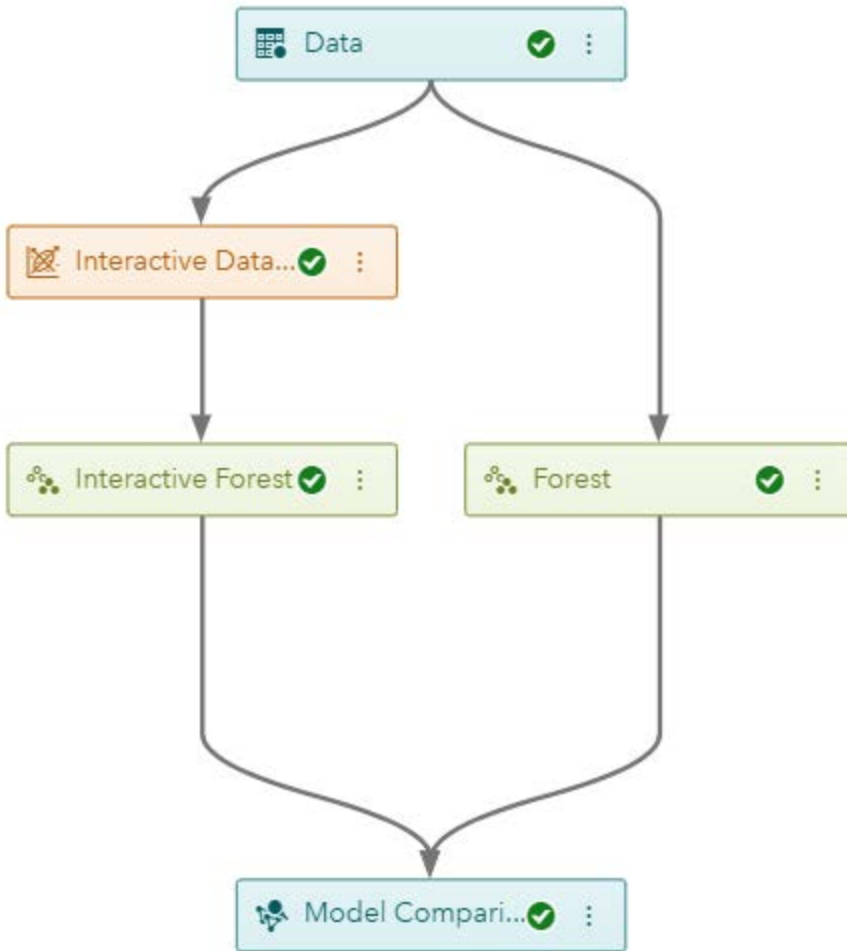 Data
Interactive Data...
Interactive Forest
Forest
Model Compari...